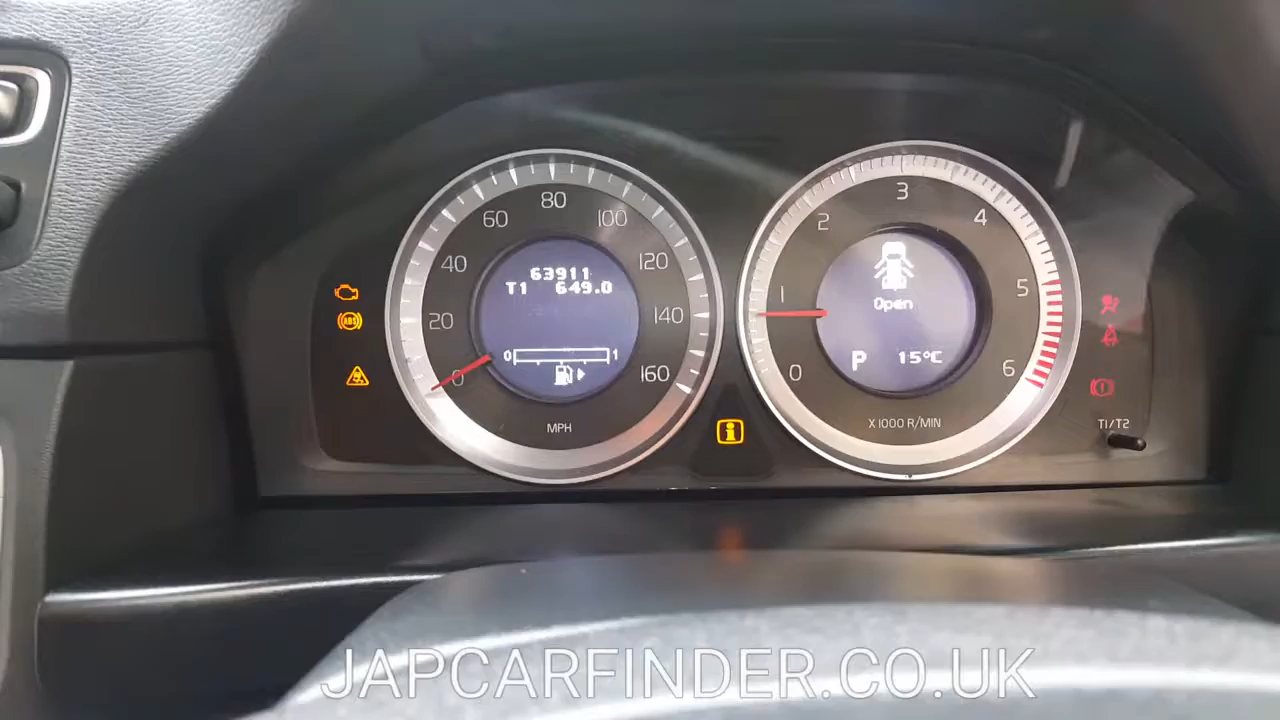 20
40
60
80
100
120
140
160
0
63911
T1 649.0
0 1
MPH
ABS
0
1
2
3
4
5
6
Open
P 15°C
X 1000 R/MIN
T1/T2
JAPCARFINDER.CO.UK